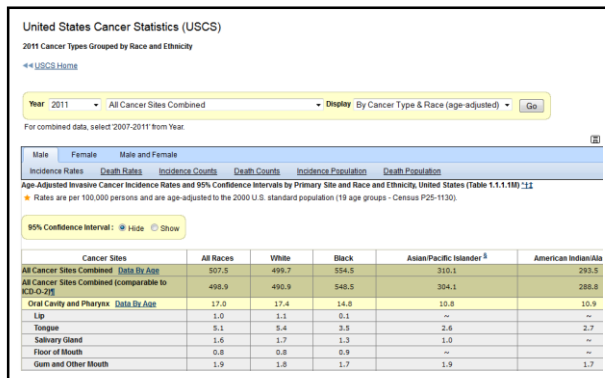 United States Cancer Statistics (USCS)
2011 Cancer Types Grouped by Race and Ethnicity
◄◄ USCS Home
Year 2011 All Cancer Sites Combined Display By Cancer Type & Race (age-adjusted) Go
For combined data, select '2007-2011' from Year.
Male Female Male and Female
Incidence Rates Death Rates Incidence Counts Death Counts Incidence Population Death Population
Age-Adjusted Invasive Cancer Incidence Rates and 95% Confidence Intervals by Primary Site and Race and Ethnicity, United States (Table 1.1.1.1M) *†‡
★ Rates are per 100,000 persons and are age-adjusted to the 2000 U.S. standard population (19 age groups - Census P25-1130).
95% Confidence Interval : Hide Show
Cancer Sites All Races White Black Asian/Pacific Islander § American Indian/Ala
All Cancer Sites Combined Data By Age 507.5 499.7 554.5 310.1 293.5
All Cancer Sites Combined (comparable to
ICD-O-2)¶ 498.9 490.9 548.5 304.1 288.8
Oral Cavity and Pharynx Data By Age 17.0 17.4 14.8 10.8 10.9
Lip 1.0 1.1 0.1 ~ ~
Tongue 5.1 5.4 3.5 2.6 2.7
Salivary Gland 1.6 1.7 1.3 1.0 ~
Floor of Mouth 0.8 0.8 0.9 ~ ~
Gum and Other Mouth 1.9 1.8 1.7 1.9 1.7